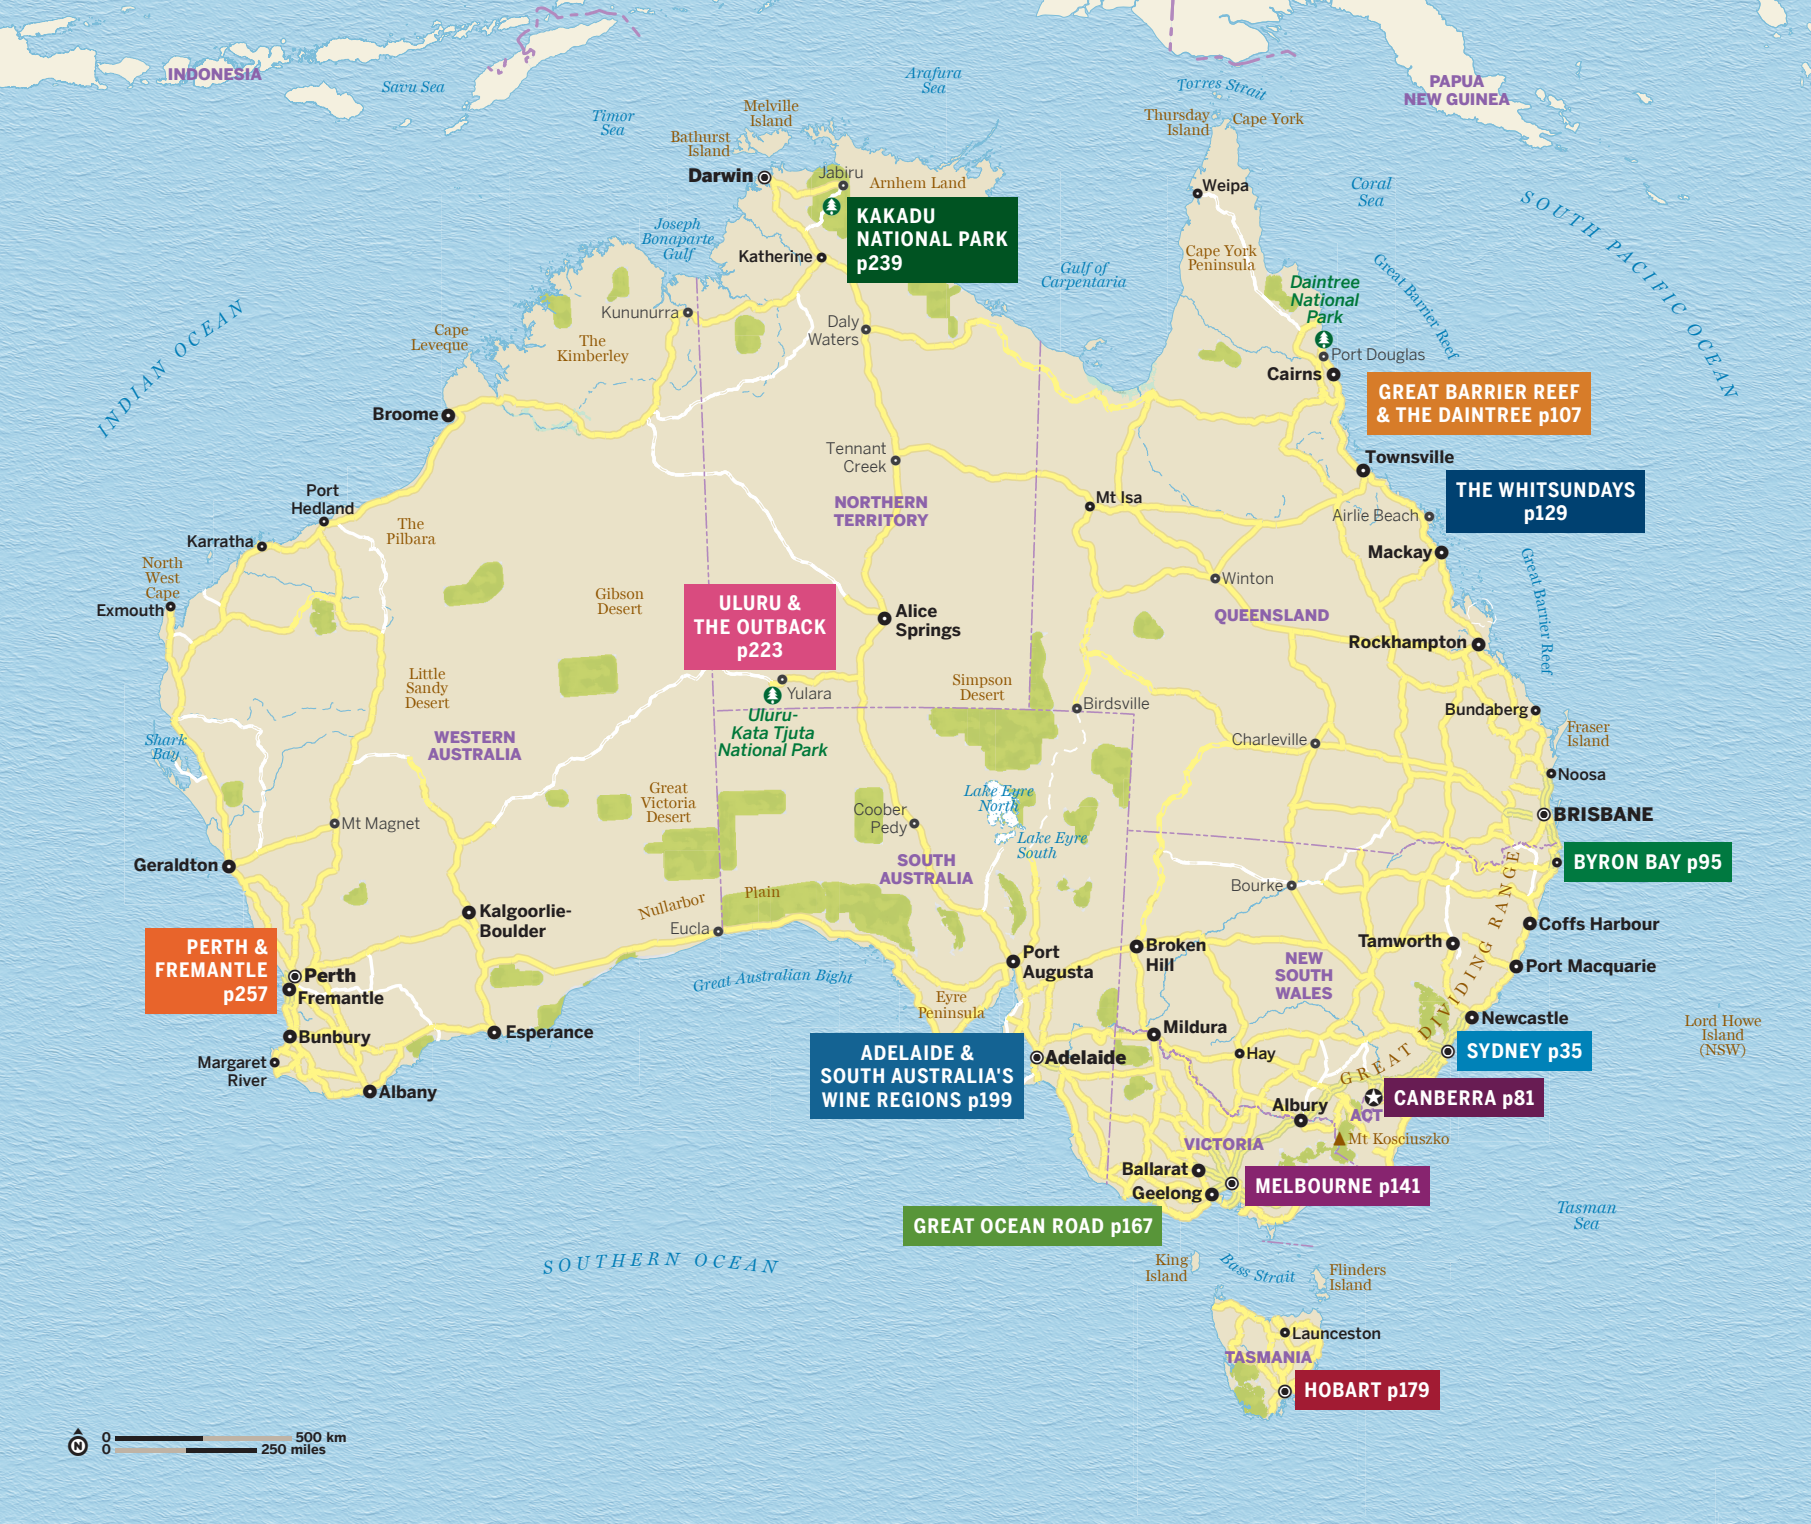 INDONESIA
Savu Sea
Arafura
Sea
Torres Strait
PAPUA
NEW GUINEA
Timor
Sea
Melville
Island
Bathurst
Island
Thursday
Island
Cape York
Darwin
Jabiru
Arnhem Land
Weipa
Coral
Sea
SOUTH PACIFIC OCEAN
KAKADU
NATIONAL PARK
p239
Joseph
Bonaparte
Gulf
Katherine
Gulf of
Carpentaria
Cape York
Peninsula
Great Barrier Reef
Daintree
National
Park
INDIAN OCEAN
Kununurra
Cape
Leveque
The
Kimberley
Daly
Waters
Port Douglas
Cairns
GREAT BARRIER REEF
& THE DAINTREE p107
Broome
Tennant
Creek
Townsville
THE WHITSUNDAYS
p129
Port
Hedland
The
Pilbara
NORTHERN
TERRITORY
Mt Isa
Airlie Beach
Karratha
Mackay
North
West
Cape
Exmouth
Gibson
Desert
Winton
Great Barrier Reef
ULURU &
THE OUTBACK
p223
Alice
Springs
QUEENSLAND
Rockhampton
Little
Sandy
Desert
Yulara
Simpson
Desert
Birdsville
Bundaberg
Uluru-
Kata Tjuta
National Park
Shark
Bay
WESTERN
AUSTRALIA
Charleville
Fraser
Island
Noosa
Great
Victoria
Desert
Lake Eyre
North
Coober
Pedy
Mt Magnet
Lake Eyre
South
BRISBANE
Geraldton
SOUTH
AUSTRALIA
BYRON BAY p95
Bourke
Nullarbor
Plain
Kalgoorlie-
Boulder
Eucla
GREAT DIVIDING RANGE
Coffs Harbour
PERTH &
FREMANTLE
p257
Perth
Fremantle
Great Australian Bight
Port
Augusta
Broken
Hill
Tamworth
NEW
SOUTH
WALES
Port Macquarie
Eyre
Peninsula
Bunbury
Esperance
Mildura
Newcastle
Lord Howe
Island
(NSW)
Margaret
River
Albany
ADELAIDE &
SOUTH AUSTRALIA'S
WINE REGIONS p199
Adelaide
Hay
SYDNEY p35
Albury
CANBERRA p81
ACT
VICTORIA
Mt Kosciuszko
Ballarat
Geelong
MELBOURNE p141
GREAT OCEAN ROAD p167
Tasman
Sea
SOUTHERN OCEAN
King
Island
Bass Strait
Flinders
Island
Launceston
TASMANIA
HOBART p179
N
0
500 km
0
250 miles